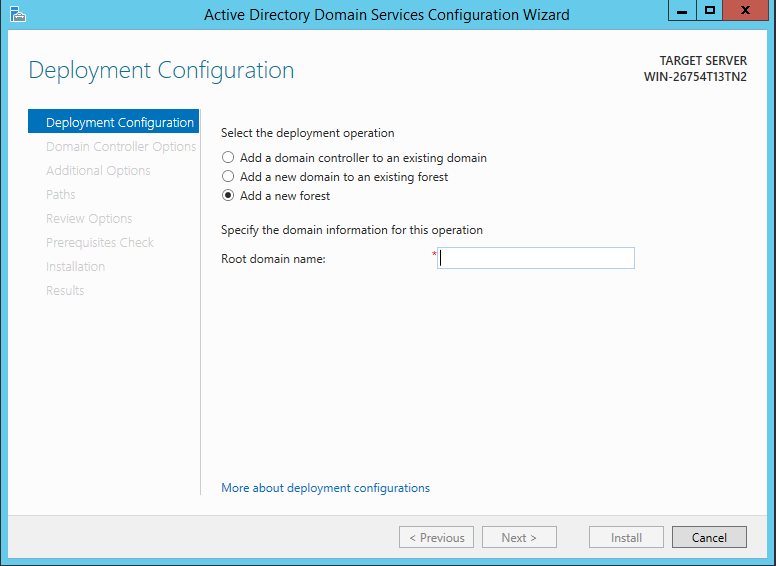 Active Directory Domain Services Configuration Wizard
Deployment Configuration
TARGET SERVER
WIN-26754T13TN2
Deployment Configuration
Domain Controller Options
Additional Options
Paths
Review Options
Prerequisites Check
Installation
Results
Select the deployment operation
Add a domain controller to an existing domain
Add a new domain to an existing forest
Add a new forest
Specify the domain information for this operation
Root domain name: *
More about deployment configurations
< Previous Next > Install Cancel